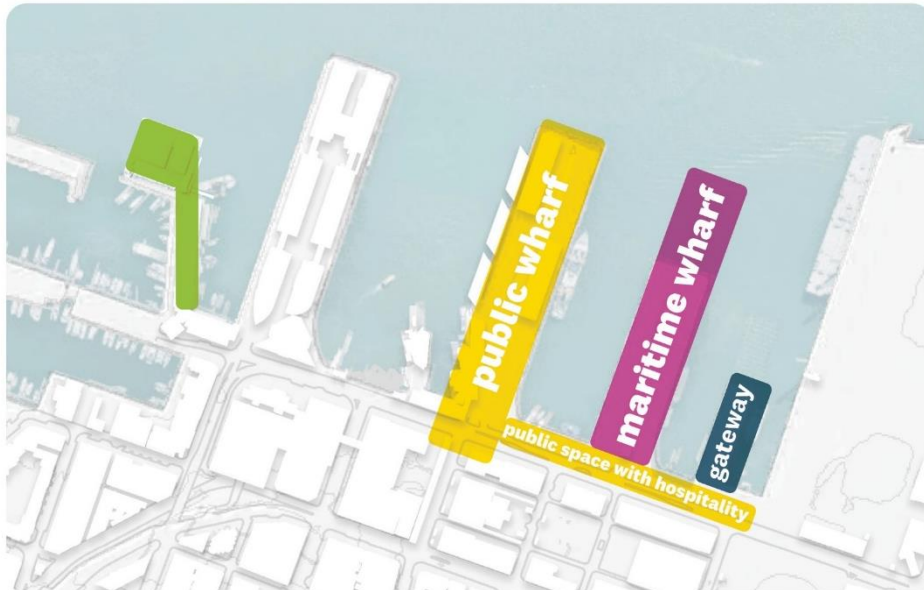 public wharf
maritime wharf
gateway
public space with hospitality